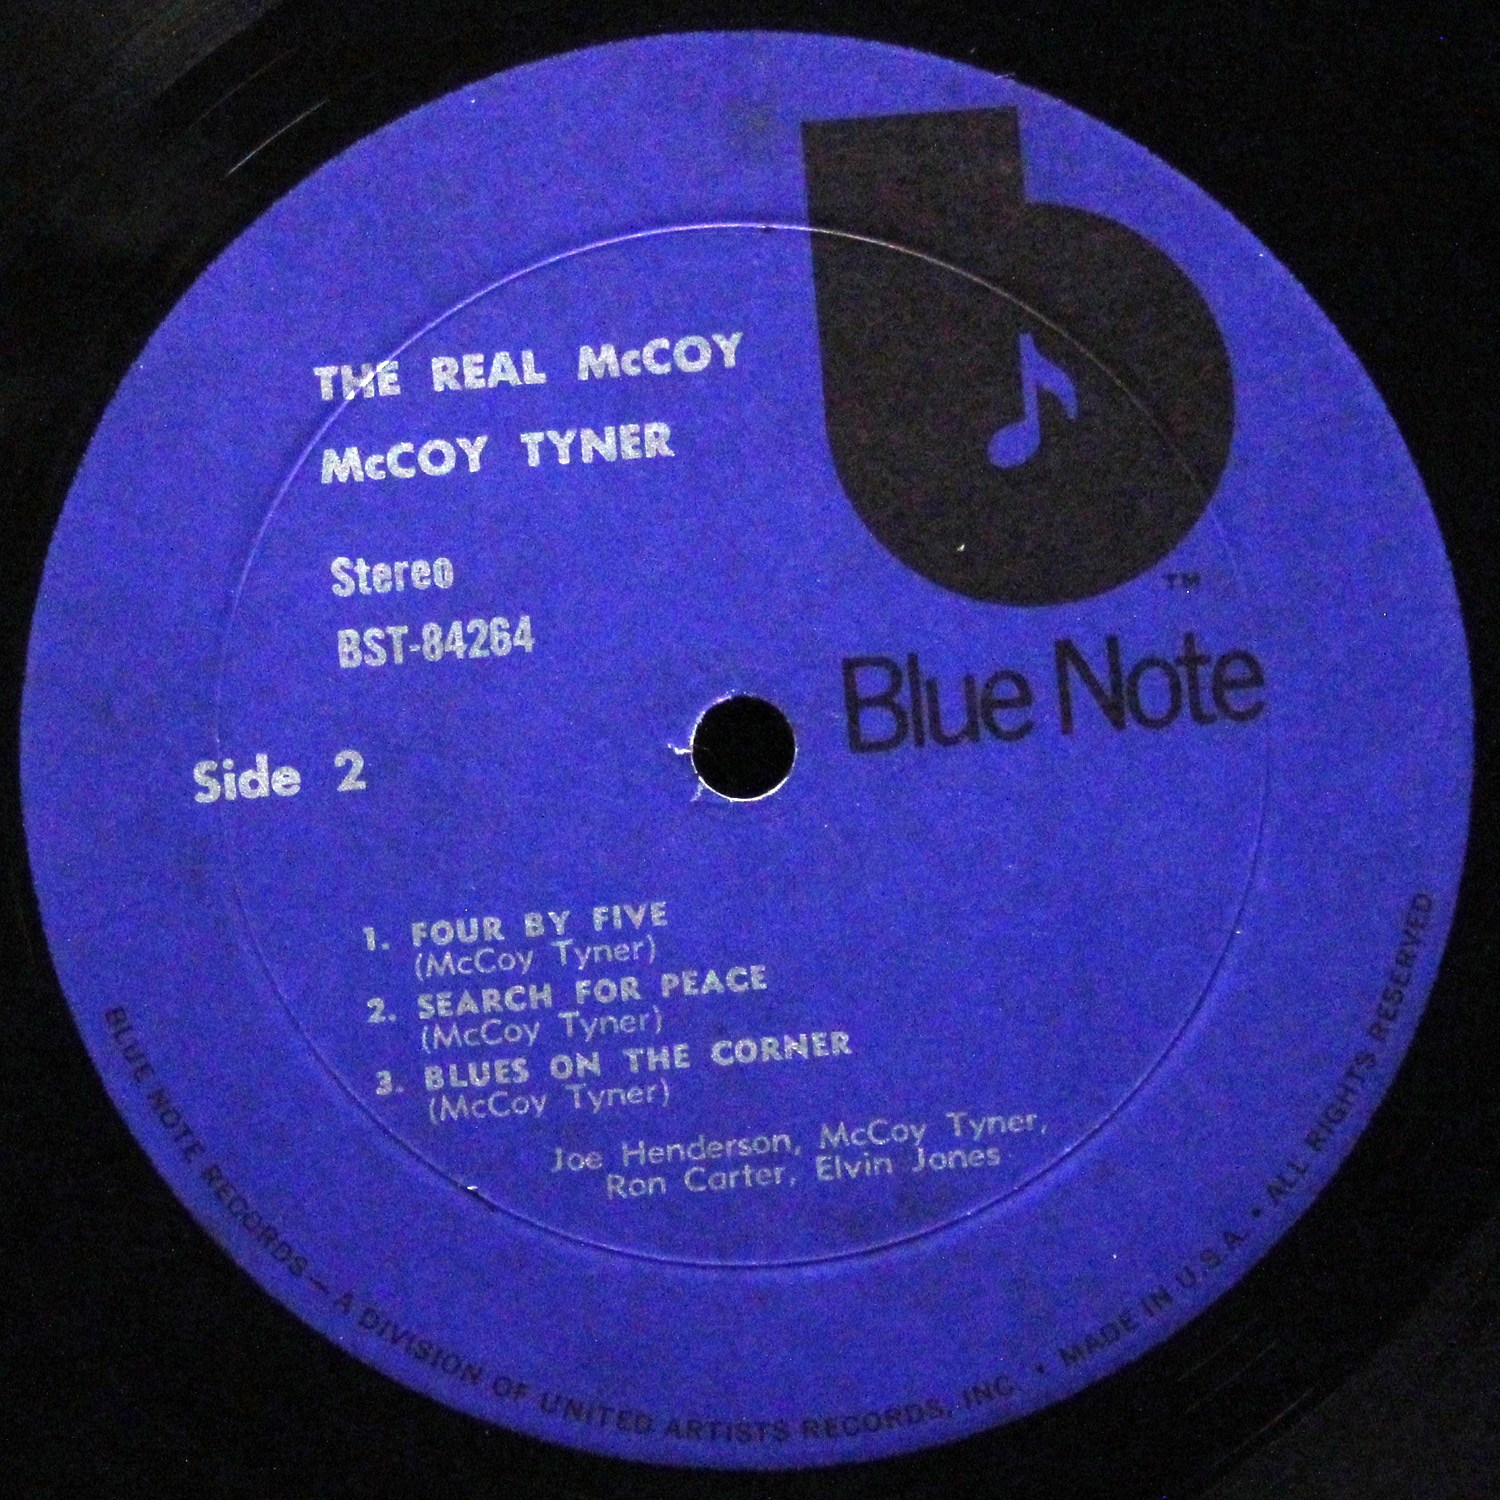 THE REAL McCOY
McCOY TYNER
Stereo
BST-84264
Side 2
TM
Blue Note
1. FOUR BY FIVE
(McCoy Tyner)
2. SEARCH FOR PEACE
(McCoy Tyner)
3. BLUES ON THE CORNER
(McCoy Tyner)
Joe Henderson, McCoy Tyner,
Ron Carter, Elvin Jones
BLUE NOTE RECORDS — A DIVISION OF UNITED ARTISTS RECORDS, INC. • MADE IN U.S.A. • ALL RIGHTS RESERVED